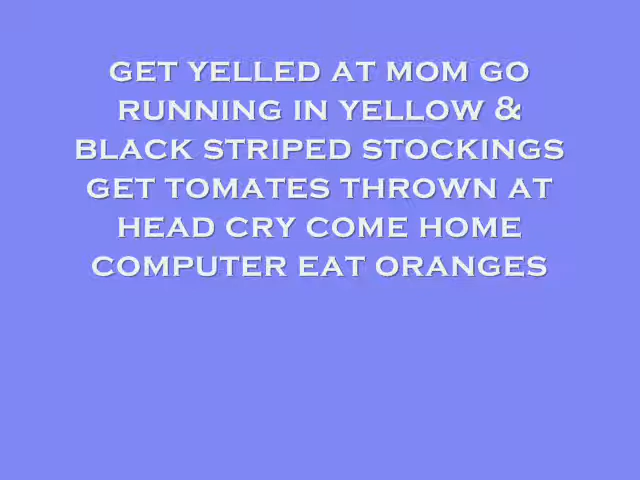 GET YELLED AT MOM GO
RUNNING IN YELLOW &
BLACK STRIPED STOCKINGS
GET TOMATES THROWN AT
HEAD CRY COME HOME
COMPUTER EAT ORANGES